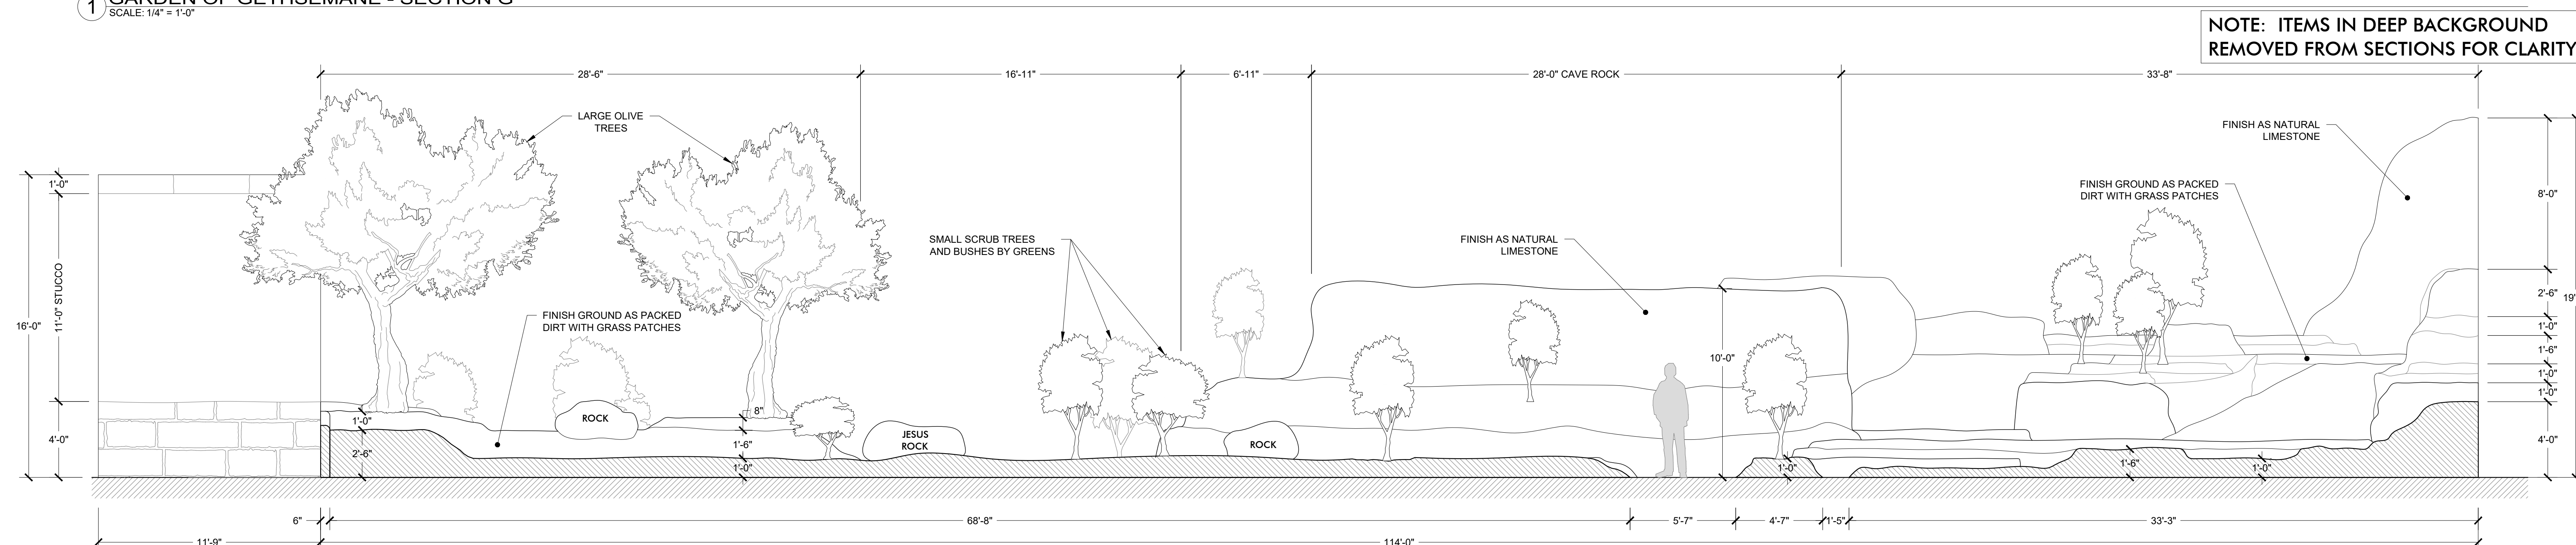 1
GARDEN OF GETHSEMANE - SECTION G
SCALE: 1/4" = 1'-0"
NOTE: ITEMS IN DEEP BACKGROUND
REMOVED FROM SECTIONS FOR CLARITY
28'-6"
16'-11"
6'-11"
28'-0" CAVE ROCK
33'-8"
LARGE OLIVE
TREES
FINISH AS NATURAL
LIMESTONE
FINISH GROUND AS PACKED
DIRT WITH GRASS PATCHES
SMALL SCRUB TREES
AND BUSHES BY GREENS
FINISH AS NATURAL
LIMESTONE
FINISH GROUND AS PACKED
DIRT WITH GRASS PATCHES
1'-0"
11'-0" STUCCO
16'-0"
4'-0"
1'-0"
2'-6"
8"
1'-6"
1'-0"
ROCK
JESUS
ROCK
ROCK
10'-0"
1'-0"
1'-6"
1'-0"
8'-0"
2'-6"
1'-0"
1'-6"
1'-0"
1'-0"
4'-0"
19'
6"
68'-8"
5'-7"
4'-7"
1'-5"
33'-3"
11'-9"
114'-0"